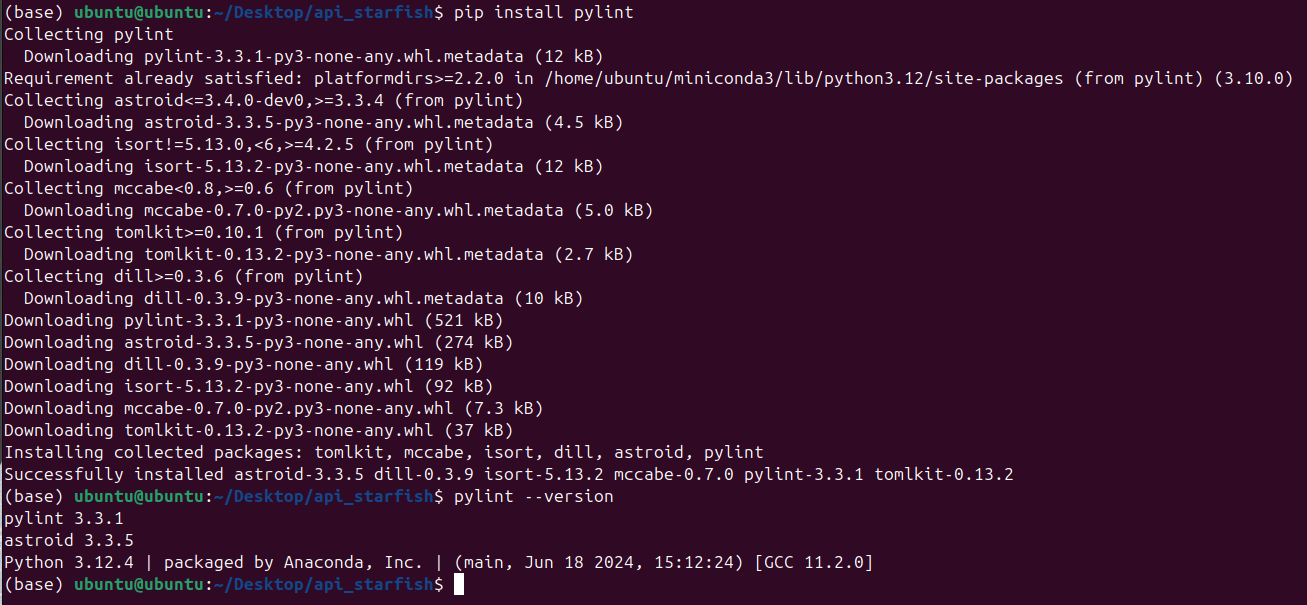 (base) ubuntu@ubuntu:~/Desktop/api_starfish$ pip install pylint
Collecting pylint
  Downloading pylint-3.3.1-py3-none-any.whl.metadata (12 kB)
Requirement already satisfied: platformdirs>=2.2.0 in /home/ubuntu/miniconda3/lib/python3.12/site-packages (from pylint) (3.10.0)
Collecting astroid<=3.4.0-dev0,>=3.3.4 (from pylint)
  Downloading astroid-3.3.5-py3-none-any.whl.metadata (4.5 kB)
Collecting isort!=5.13.0,<6,>=4.2.5 (from pylint)
  Downloading isort-5.13.2-py3-none-any.whl.metadata (12 kB)
Collecting mccabe<0.8,>=0.6 (from pylint)
  Downloading mccabe-0.7.0-py2.py3-none-any.whl.metadata (5.0 kB)
Collecting tomlkit>=0.10.1 (from pylint)
  Downloading tomlkit-0.13.2-py3-none-any.whl.metadata (2.7 kB)
Collecting dill>=0.3.6 (from pylint)
  Downloading dill-0.3.9-py3-none-any.whl.metadata (10 kB)
Downloading pylint-3.3.1-py3-none-any.whl (521 kB)
Downloading astroid-3.3.5-py3-none-any.whl (274 kB)
Downloading dill-0.3.9-py3-none-any.whl (119 kB)
Downloading isort-5.13.2-py3-none-any.whl (92 kB)
Downloading mccabe-0.7.0-py2.py3-none-any.whl (7.3 kB)
Downloading tomlkit-0.13.2-py3-none-any.whl (37 kB)
Installing collected packages: tomlkit, mccabe, isort, dill, astroid, pylint
Successfully installed astroid-3.3.5 dill-0.3.9 isort-5.13.2 mccabe-0.7.0 pylint-3.3.1 tomlkit-0.13.2
(base) ubuntu@ubuntu:~/Desktop/api_starfish$ pylint --version
pylint 3.3.1
astroid 3.3.5
Python 3.12.4 | packaged by Anaconda, Inc. | (main, Jun 18 2024, 15:12:24) [GCC 11.2.0]
(base) ubuntu@ubuntu:~/Desktop/api_starfish$